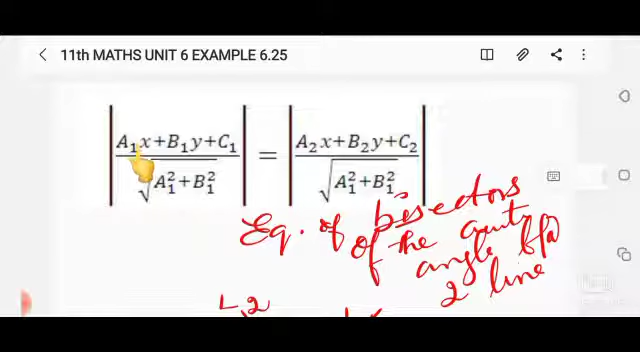 11th MATHS UNIT 6 EXAMPLE 6.25
|A₁x+B₁y+C₁ / √A₁²+B₁²| = |A₂x+B₂y+C₂ / √A₁²+B₁²|
Eq. of bisectors
of the
angle b/w
2 line